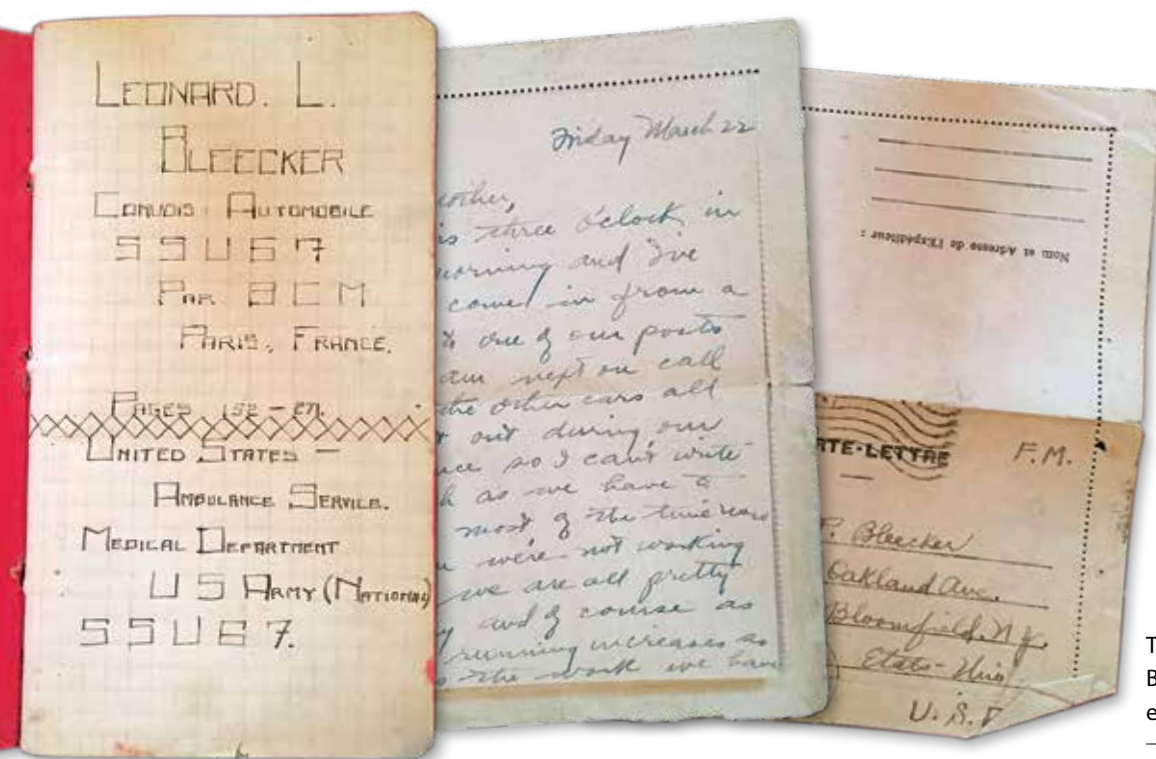 LEONARD. L.
BLEECKER
CONVOIS AUTOMOBILE
SSU 67
PAR BCM
PARIS, FRANCE.
PAGES 152 - 271.
UNITED STATES —
AMBULANCE SERVICE.
MEDICAL DEPARTMENT
U S ARMY (NATIONAL)
SSU 67.
Friday March 22
other,
is three o'clock in
morning and I've
come in from a
to one of our posts
am next on call
the other cars all
out during our
so I can't write
as we have to
most of the time
we're not working
we are all pretty
and of course as
running increases so
the work we have
Nom et Adresse de l'Expéditeur :
TE-LETTRE
F.M.
P. Bleecker
Oakland Ave.
Bloomfield. N.J.
Etats-Unis
U.S.
T
B
e
—